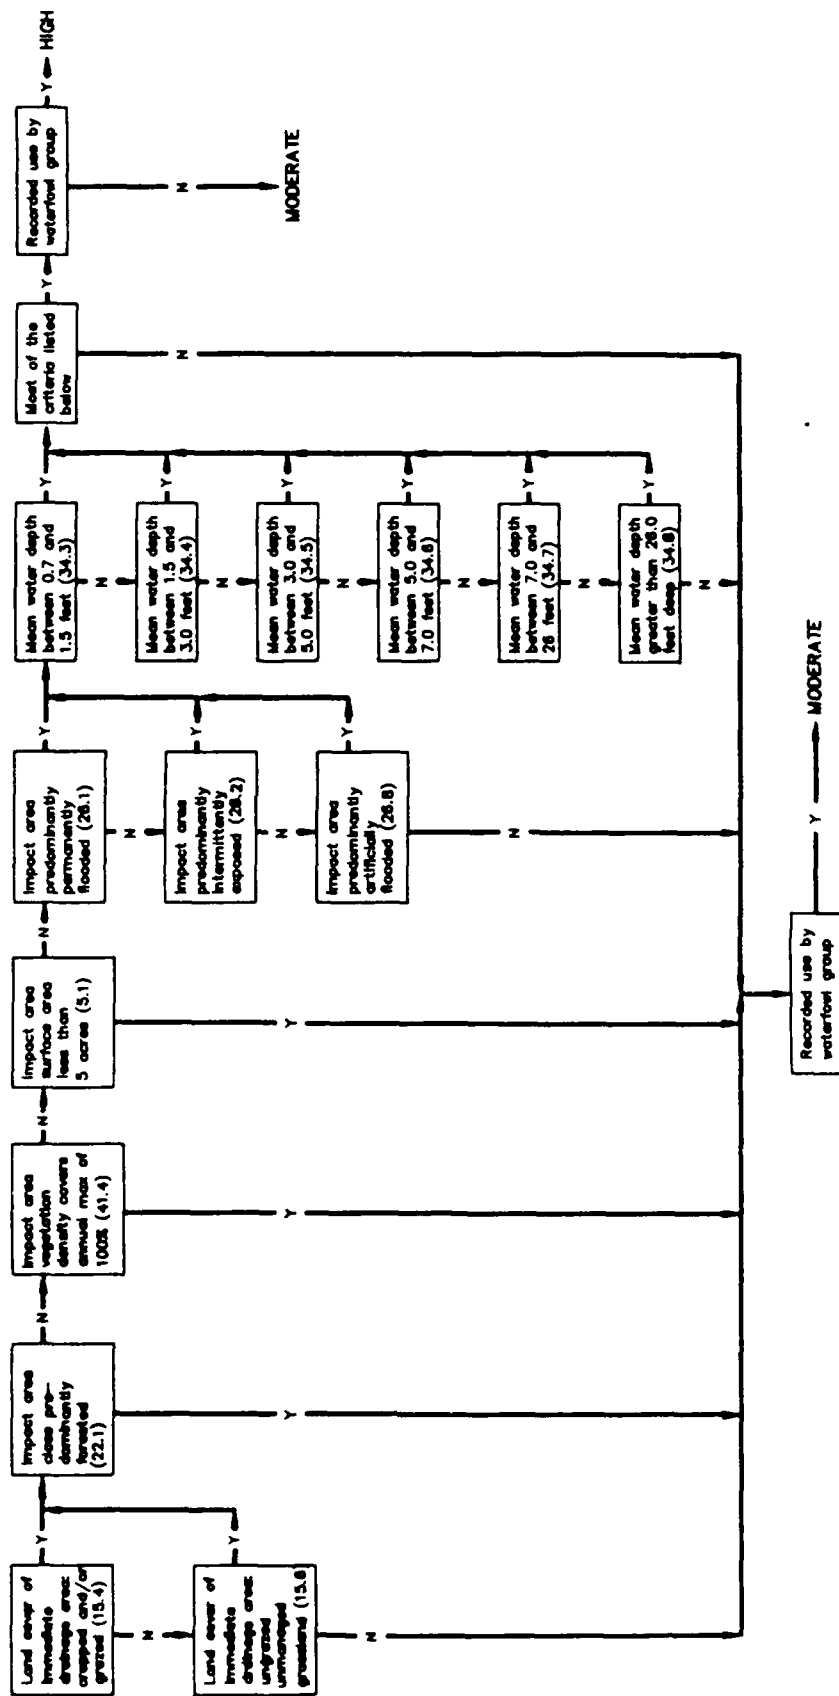 Land cover of
immediate
drainage area:
cropped and/or
grazed (15.4)
Y
N
Land cover of
immediate
drainage area:
ungrazed
unmanaged
grassland (15.6)
Y
N
Impact area
class pre-
dominantly
forested
(22.1)
N
Y
Impact area
vegetation
density covers
annual max of
100% (41.4)
N
Y
Impact area
surface area
less than
5 acres (5.1)
N
Y
Impact area
predominantly
permanently
flooded (26.1)
Y
N
Impact area
predominantly
intermittently
exposed (26.2)
Y
N
Impact area
predominantly
artificially
flooded (26.8)
Y
N
Mean water depth
between 0.7 and
1.5 feet (34.3)
Y
N
Mean water depth
between 1.5 and
3.0 feet (34.4)
Y
N
Mean water depth
between 3.0 and
5.0 feet (34.5)
Y
N
Mean water depth
between 5.0 and
7.0 feet (34.6)
Y
N
Mean water depth
between 7.0 and
26 feet (34.7)
Y
N
Mean water depth
greater than 26.0
feet deep (34.8)
Y
N
Most of the
criteria listed
below
Y
N
Recorded use by
waterfowl group
Y
HIGH
N
MODERATE
Recorded use by
waterfowl group
Y
MODERATE